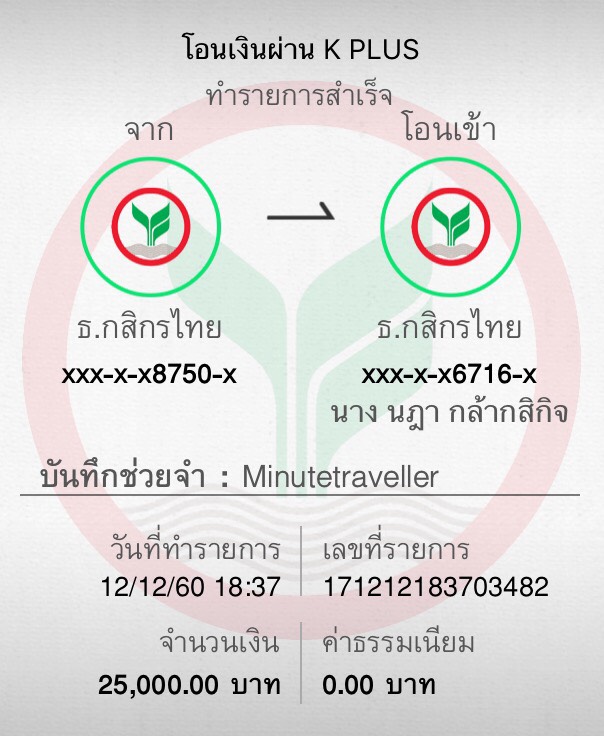 โอนเงินผ่าน K PLUS
ทำรายการสำเร็จ
จาก
โอนเข้า
ธ.กสิกรไทย
ธ.กสิกรไทย
xxx-x-x8750-x
xxx-x-x6716-x
นาง นฎา กล้ากสิกิจ
บันทึกช่วยจำ : Minutetraveller
วันที่ทำรายการ
เลขที่รายการ
12/12/60 18:37
171212183703482
จำนวนเงิน
ค่าธรรมเนียม
25,000.00 บาท
0.00 บาท